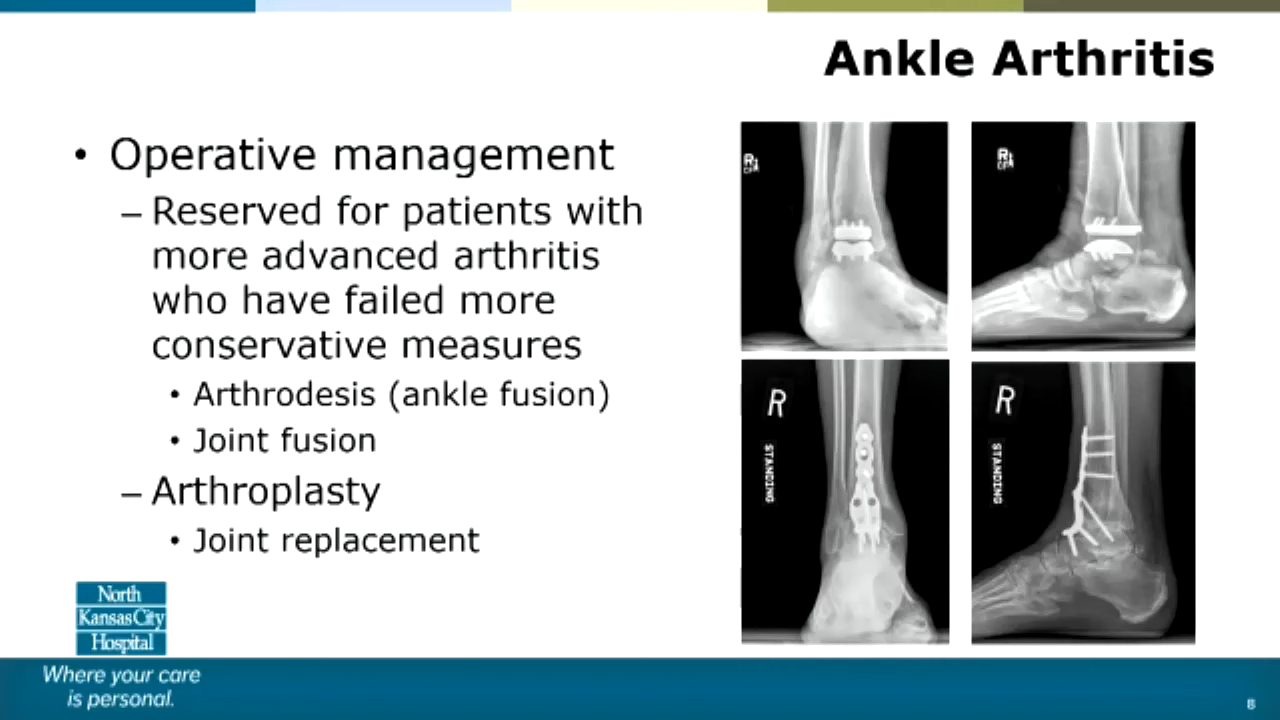 Ankle Arthritis
• Operative management
– Reserved for patients with
more advanced arthritis
who have failed more
conservative measures
• Arthrodesis (ankle fusion)
• Joint fusion
– Arthroplasty
• Joint replacement
R
R
R
STANDING
R
STANDING
North
Kansas City
Hospital
Where your care
is personal.
8